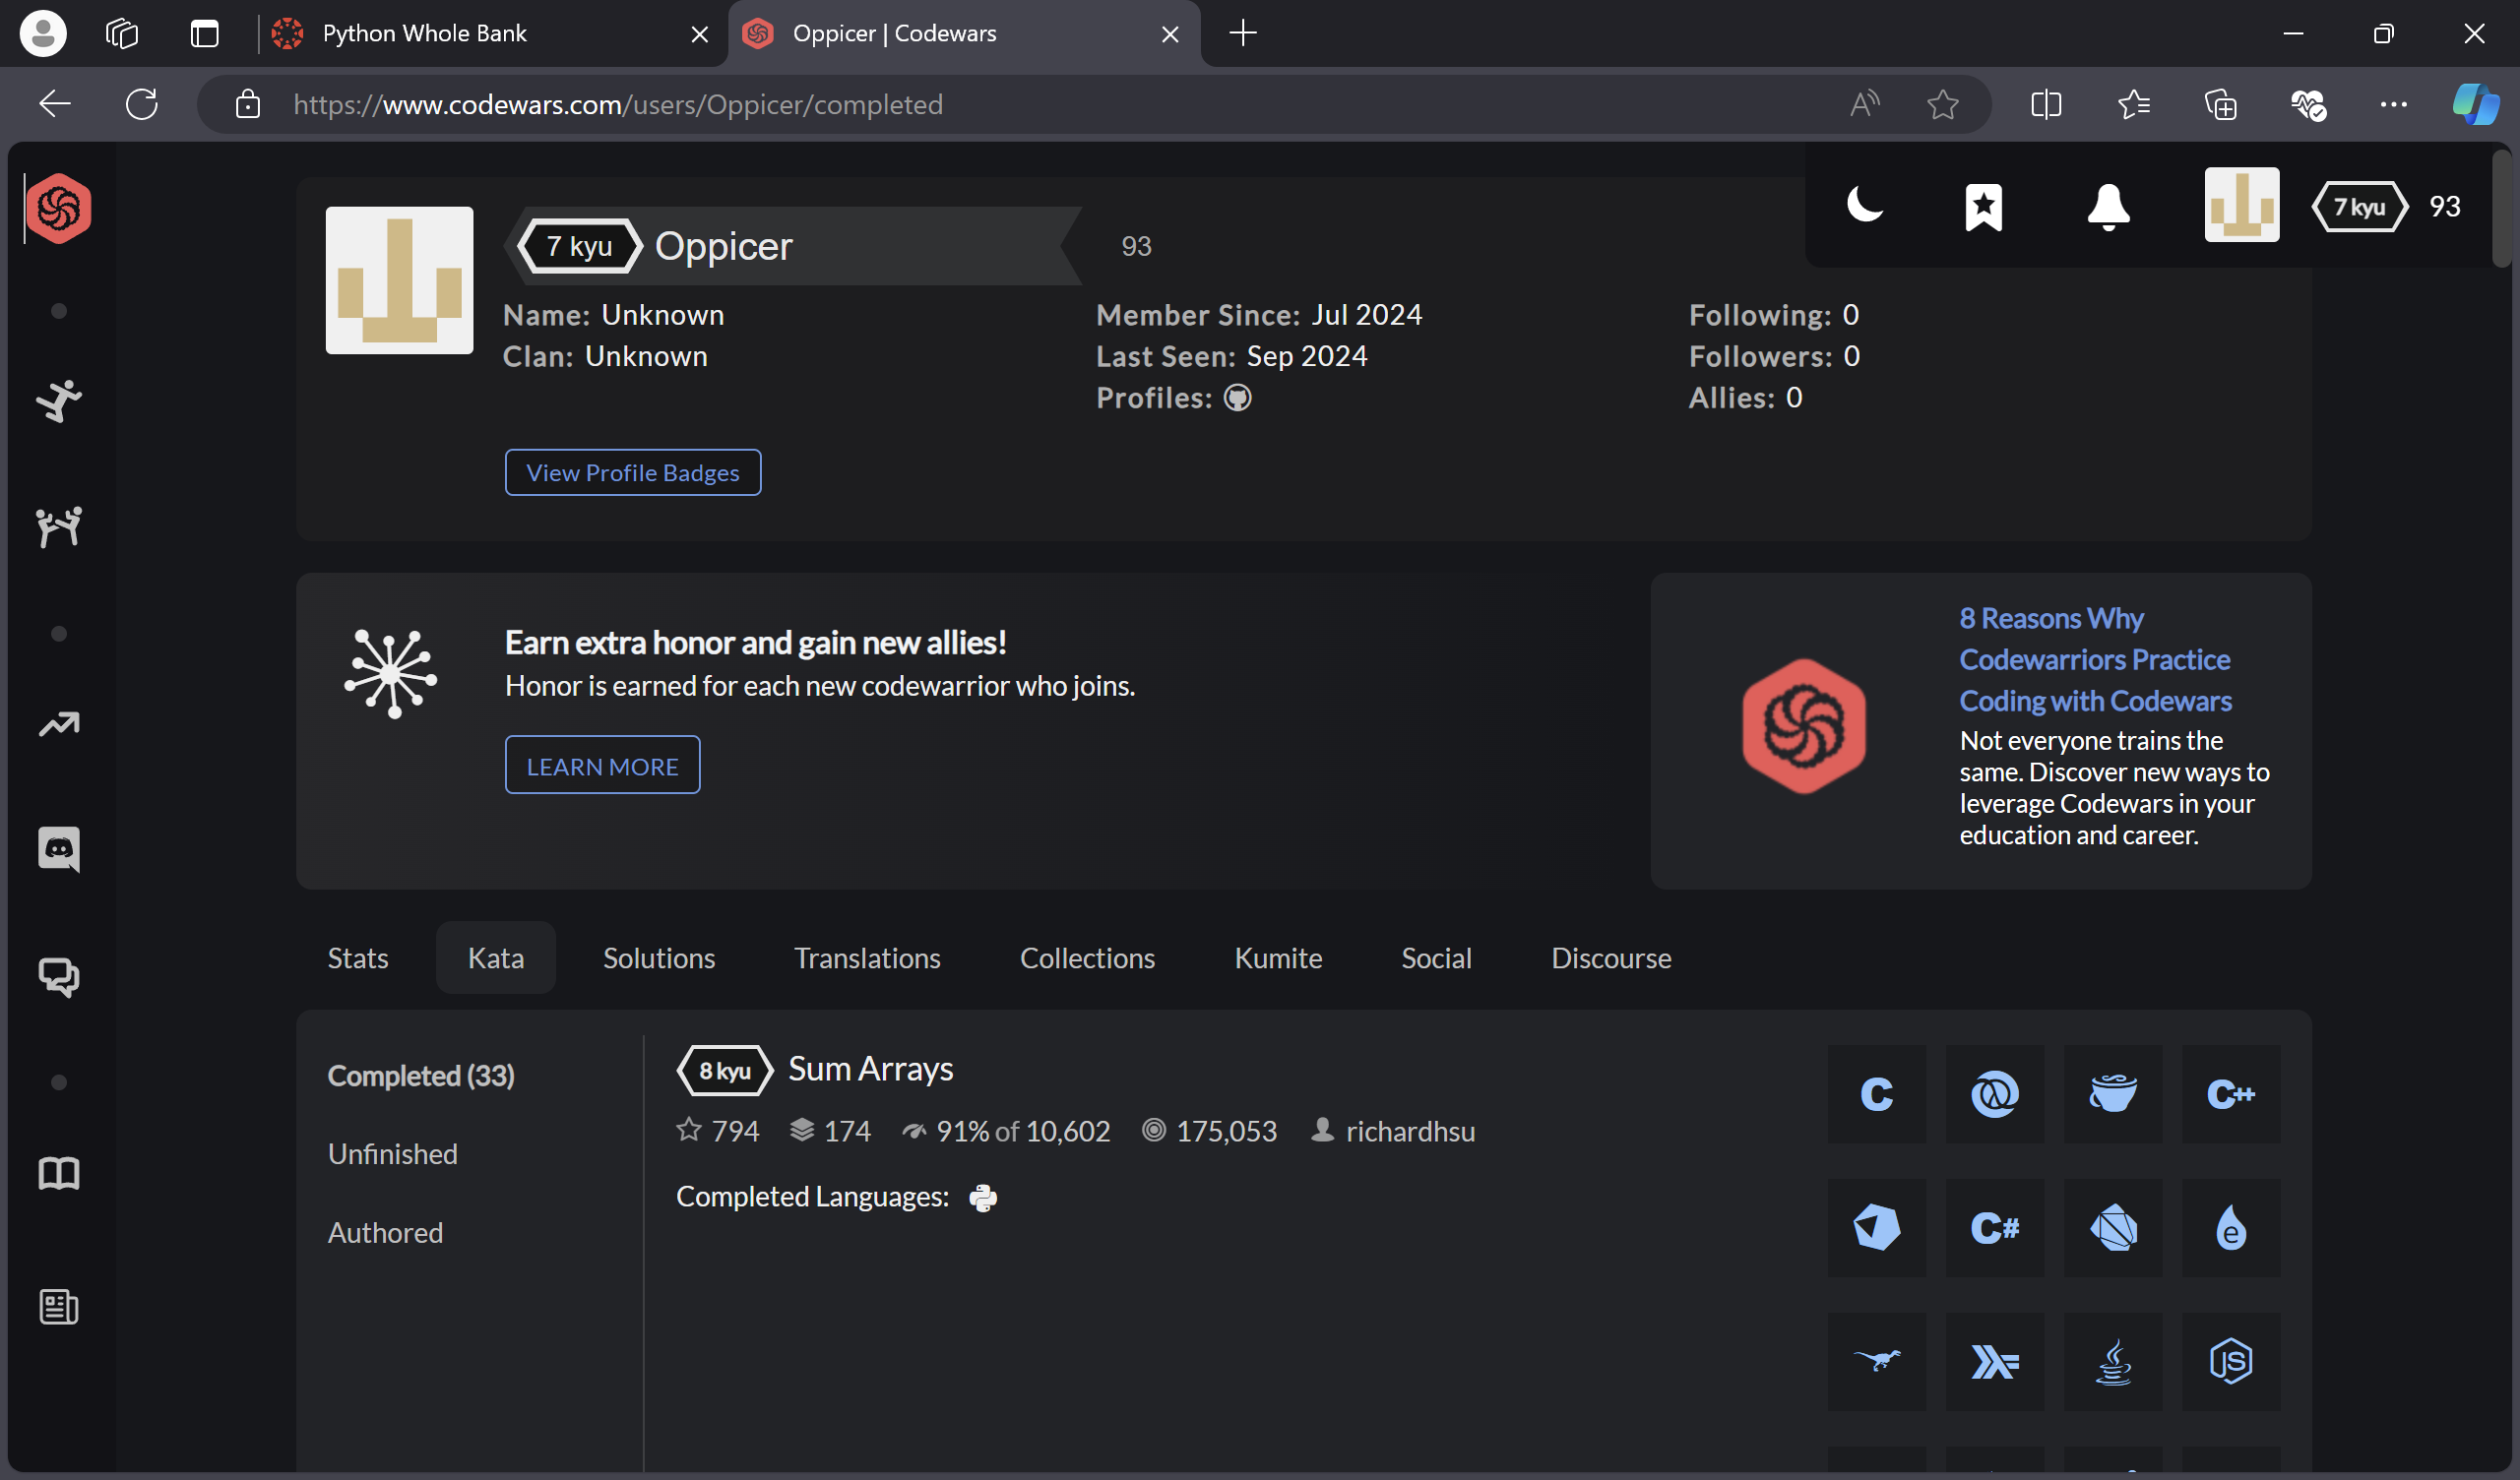 Python Whole Bank
Oppicer | Codewars
https://www.codewars.com/users/Oppicer/completed
7 kyu
93
7 kyu Oppicer
93
Name: Unknown
Clan: Unknown
Member Since: Jul 2024
Last Seen: Sep 2024
Profiles:
Following: 0
Followers: 0
Allies: 0
View Profile Badges
Earn extra honor and gain new allies!
Honor is earned for each new codewarrior who joins.
LEARN MORE
8 Reasons Why
Codewarriors Practice
Coding with Codewars
Not everyone trains the
same. Discover new ways to
leverage Codewars in your
education and career.
Stats
Kata
Solutions
Translations
Collections
Kumite
Social
Discourse
Completed (33)
Unfinished
Authored
8 kyu Sum Arrays
794 174 91% of 10,602 175,053 richardhsu
Completed Languages:
C
C++
C#
e
JS